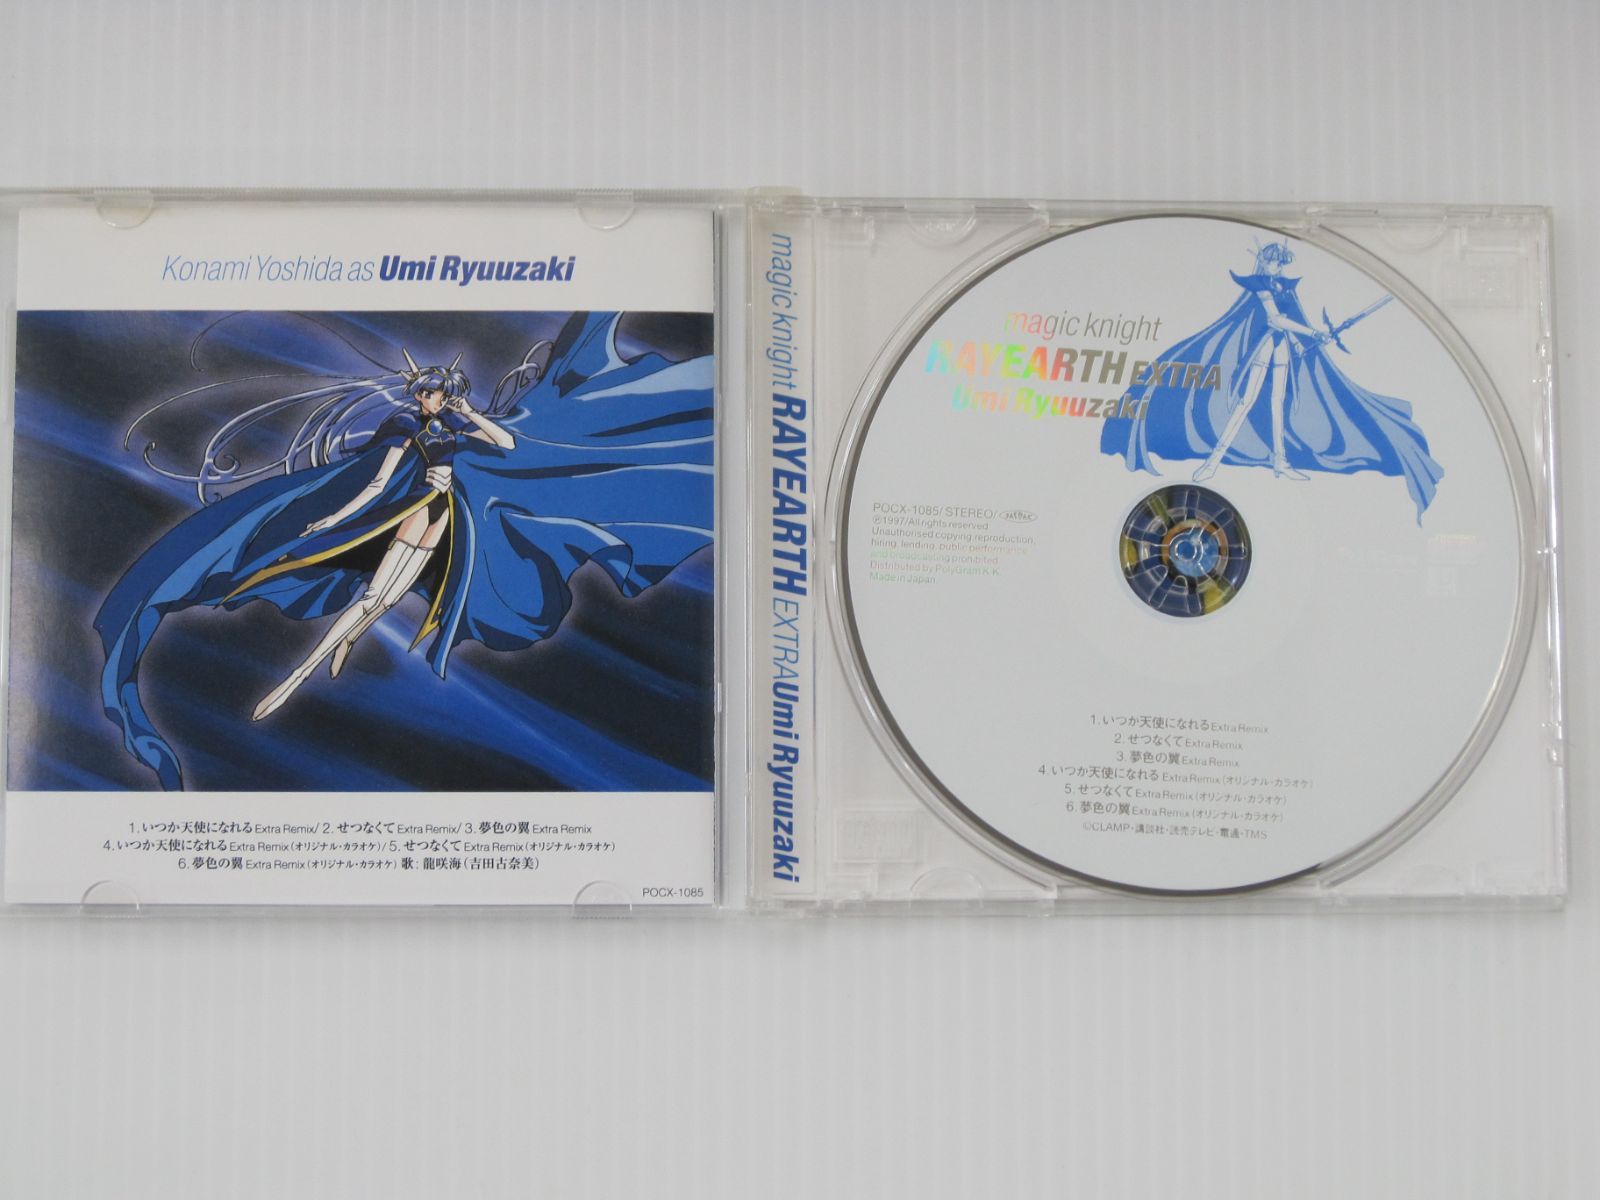 Konami Yoshida as Umi Ryuuzaki
1. いつか天使になれる Extra Remix/ 2. せつなくて Extra Remix/ 3. 夢色の翼 Extra Remix
4. いつか天使になれる Extra Remix (オリジナル・カラオケ)/ 5. せつなくて Extra Remix (オリジナル・カラオケ)
6. 夢色の翼 Extra Remix (オリジナル・カラオケ) 歌: 龍咲海 (吉田古奈美)
POCX-1085
magic knight RAYEARTH EXTRA Umi Ryuuzaki
magic knight
RAYEARTH EXTRA
Umi Ryuuzaki
POCX-1085/ STEREO/
℗1997/All rights reserved
Unauthorised copying, reproduction,
hiring, lending, public performance
and broadcasting prohibited
Distributed by PolyGram K.K.
Made in Japan
1. いつか天使になれる Extra Remix
2. せつなくて Extra Remix
3. 夢色の翼 Extra Remix
4. いつか天使になれる Extra Remix (オリジナル・カラオケ)
5. せつなくて Extra Remix (オリジナル・カラオケ)
6. 夢色の翼 Extra Remix (オリジナル・カラオケ)
©CLAMP・講談社・読売テレビ・電通・TMS